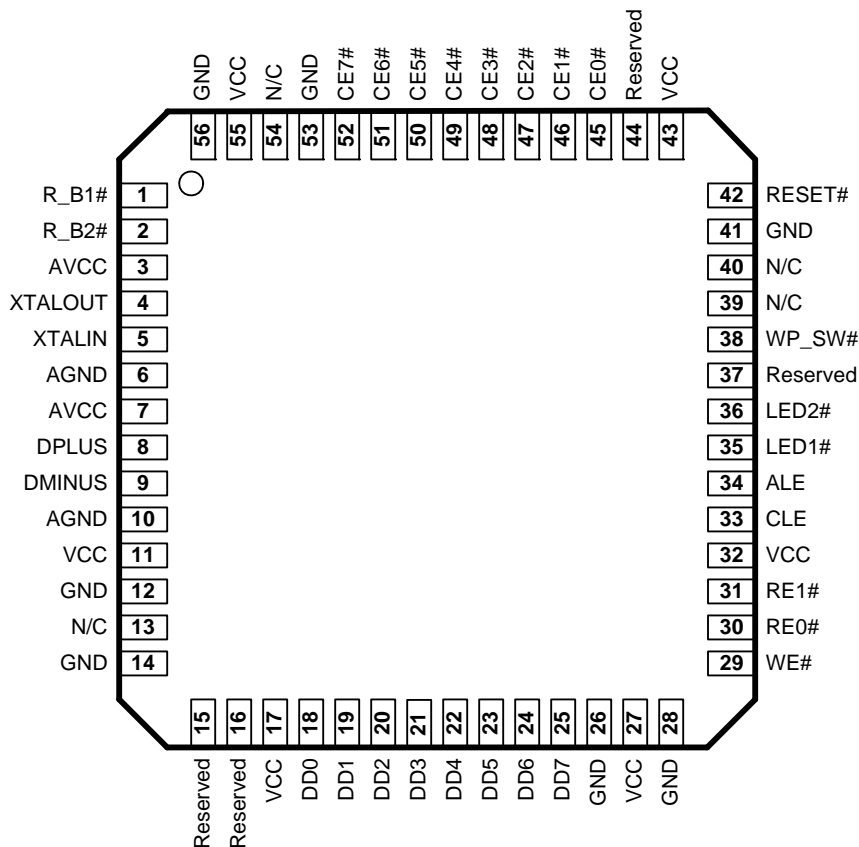 GND VCC N/C GND CE7# CE6# CE5# CE4# CE3# CE2# CE1# CE0# Reserved VCC
56 55 54 53 52 51 50 49 48 47 46 45 44 43
R_B1# 1 42 RESET#
R_B2# 2 41 GND
AVCC 3 40 N/C
XTALOUT 4 39 N/C
XTALIN 5 38 WP_SW#
AGND 6 37 Reserved
AVCC 7 36 LED2#
DPLUS 8 35 LED1#
DMINUS 9 34 ALE
AGND 10 33 CLE
VCC 11 32 VCC
GND 12 31 RE1#
N/C 13 30 RE0#
GND 14 29 WE#
15 16 17 18 19 20 21 22 23 24 25 26 27 28
Reserved Reserved VCC DD0 DD1 DD2 DD3 DD4 DD5 DD6 DD7 GND VCC GND